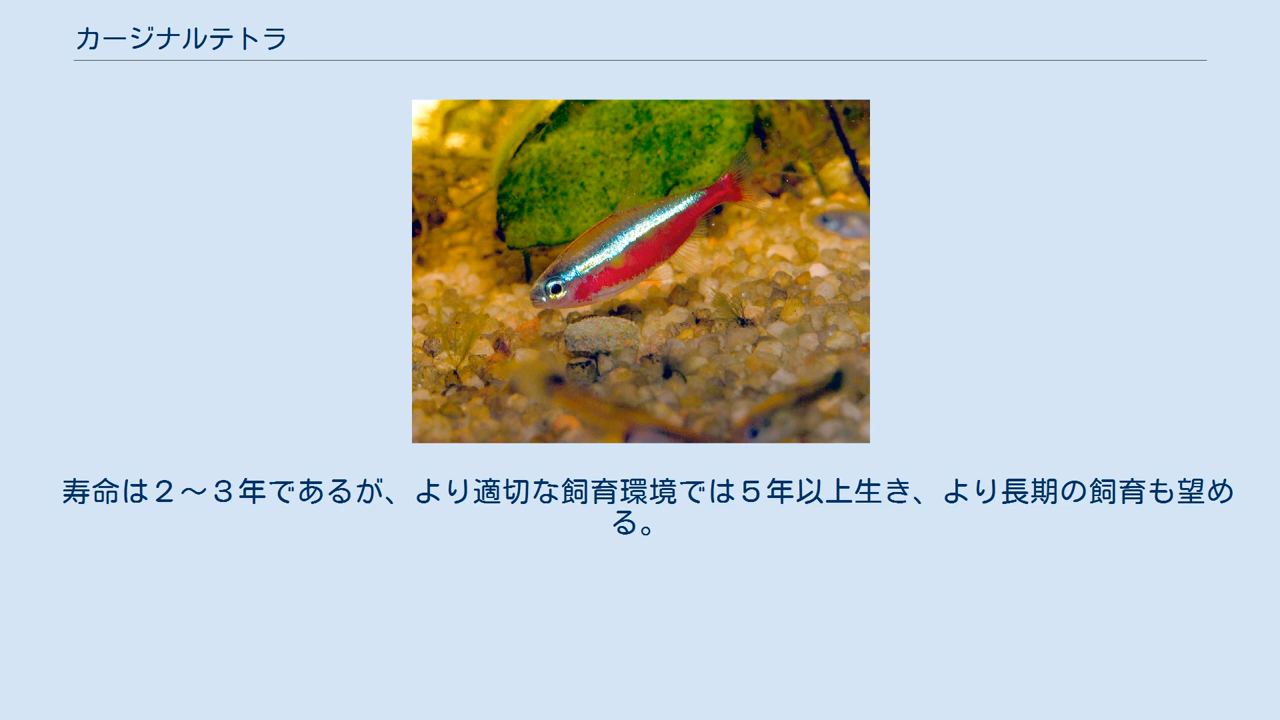 カージナルテトラ
寿命は２～３年であるが、より適切な飼育環境では５年以上生き、より長期の飼育も望め
る。